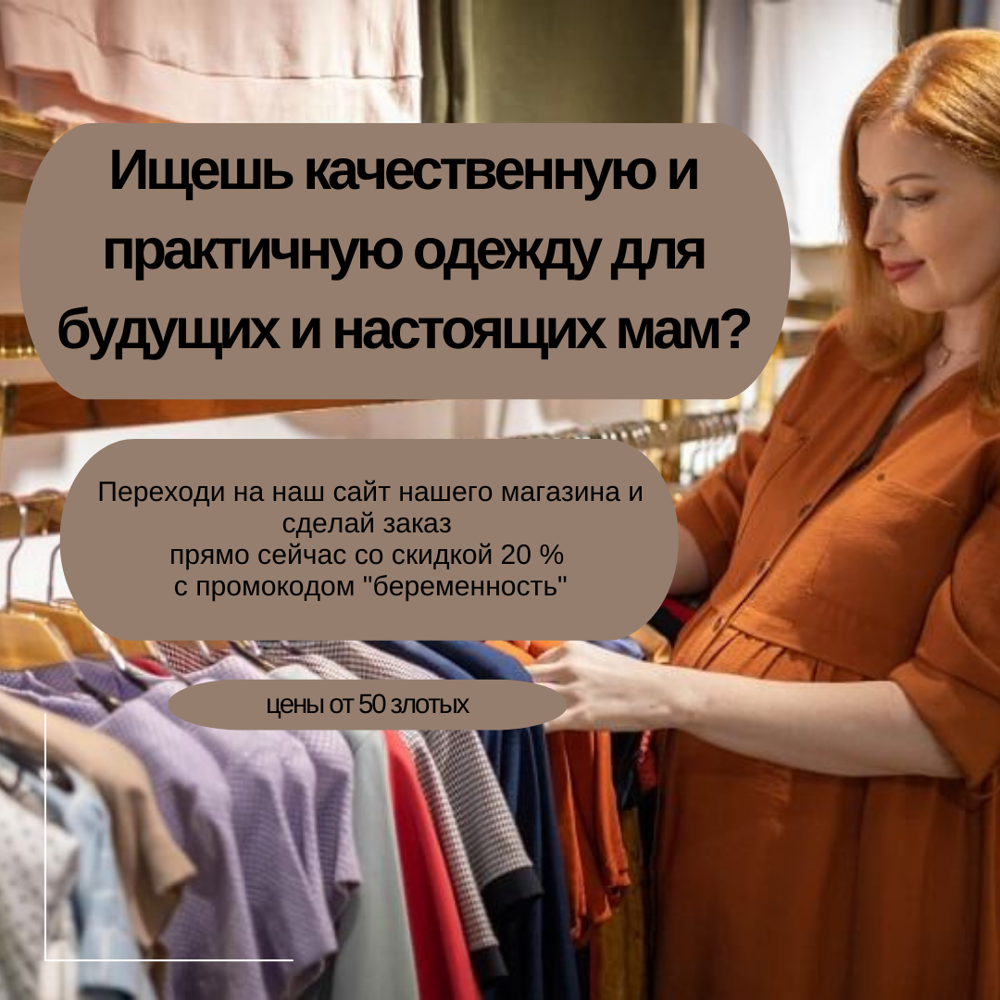 Ищешь качественную и
практичную одежду для
будущих и настоящих мам?
Переходи на наш сайт нашего магазина и
сделай заказ
прямо сейчас со скидкой 20 %
с промокодом "беременность"
цены от 50 злотых